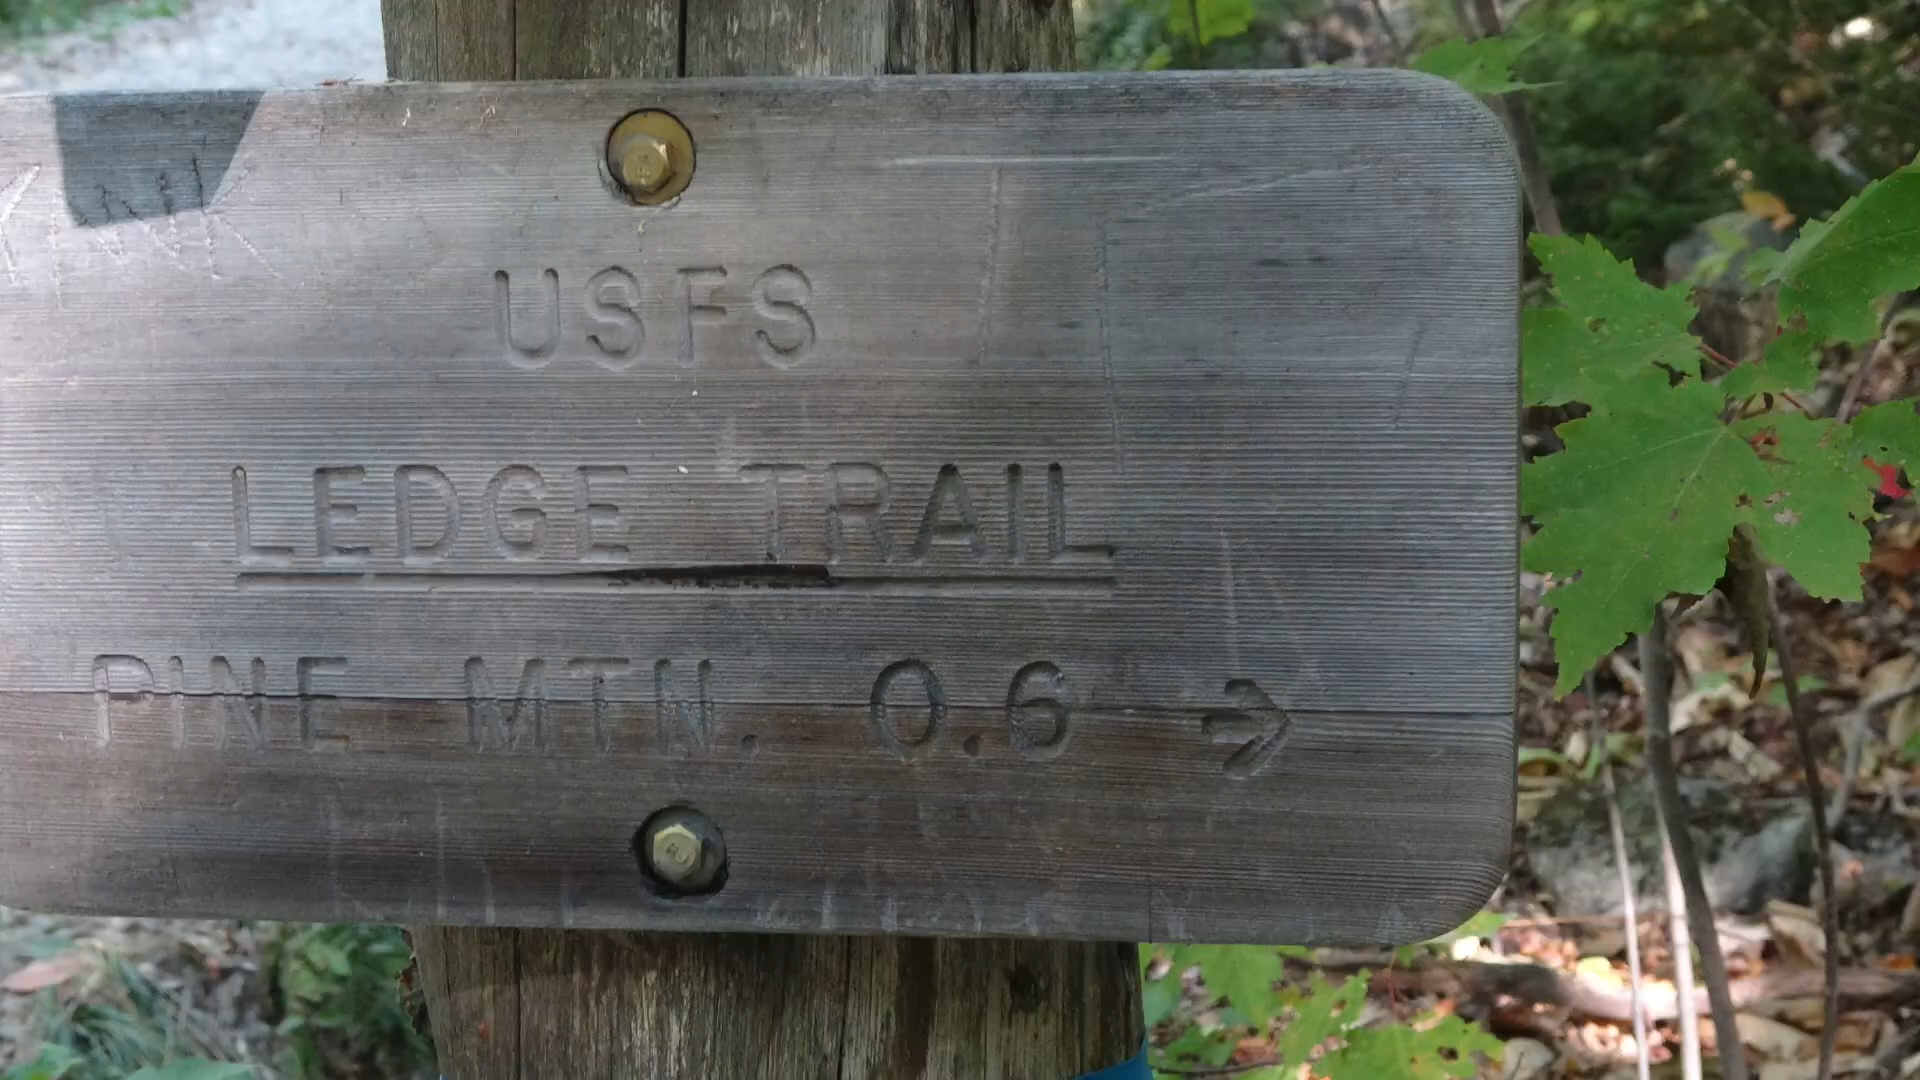 USFS
LEDGE TRAIL
PINE MTN. 0.6 →